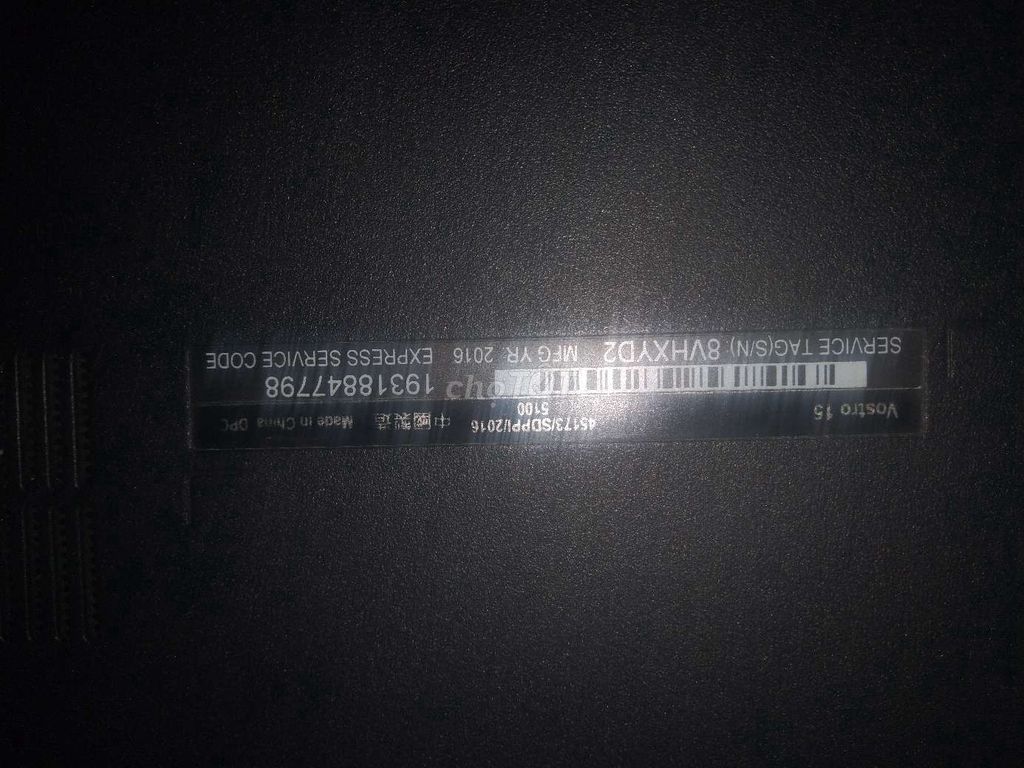 Vostro 15 45173/SDPPI/2016 中國製造 Made in China DPC
5100
19318847798
SERVICE TAG(S/N) 8VHXYD2 MFG YR 2016 EXPRESS SERVICE CODE